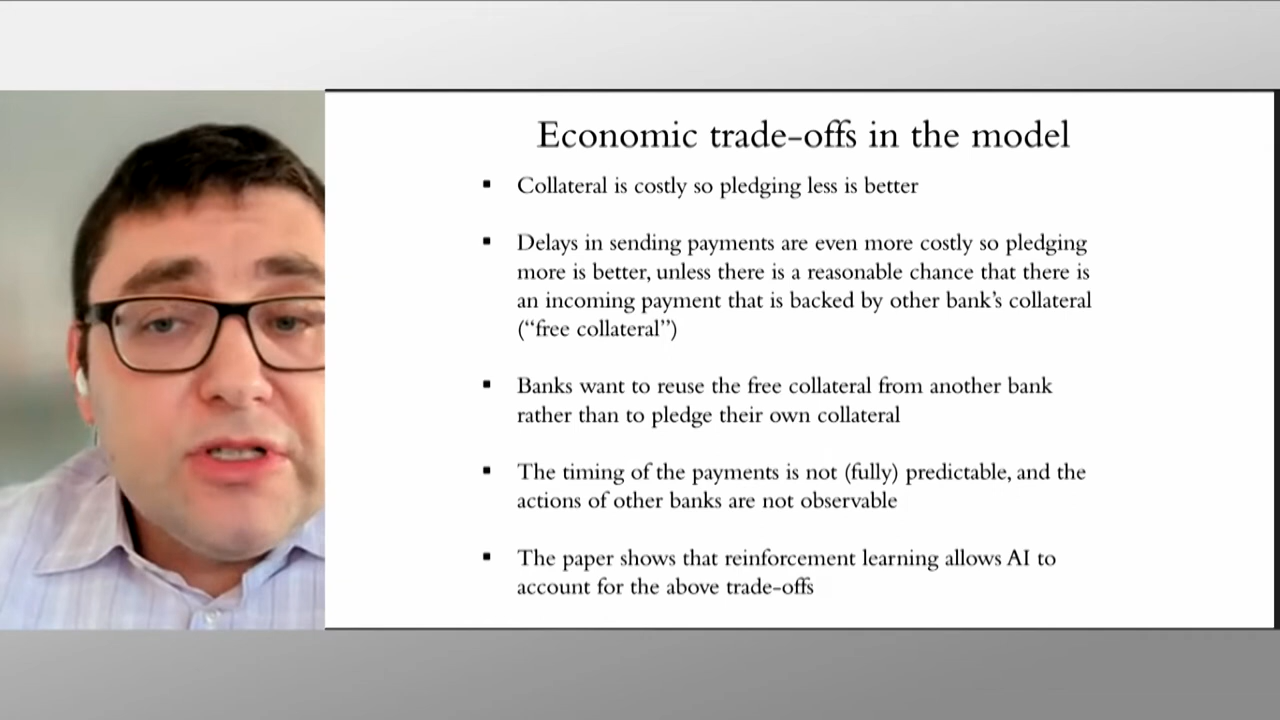 Economic trade-offs in the model
▪ Collateral is costly so pledging less is better
▪ Delays in sending payments are even more costly so pledging
more is better, unless there is a reasonable chance that there is
an incoming payment that is backed by other bank’s collateral
(“free collateral”)
▪ Banks want to reuse the free collateral from another bank
rather than to pledge their own collateral
▪ The timing of the payments is not (fully) predictable, and the
actions of other banks are not observable
▪ The paper shows that reinforcement learning allows AI to
account for the above trade-offs